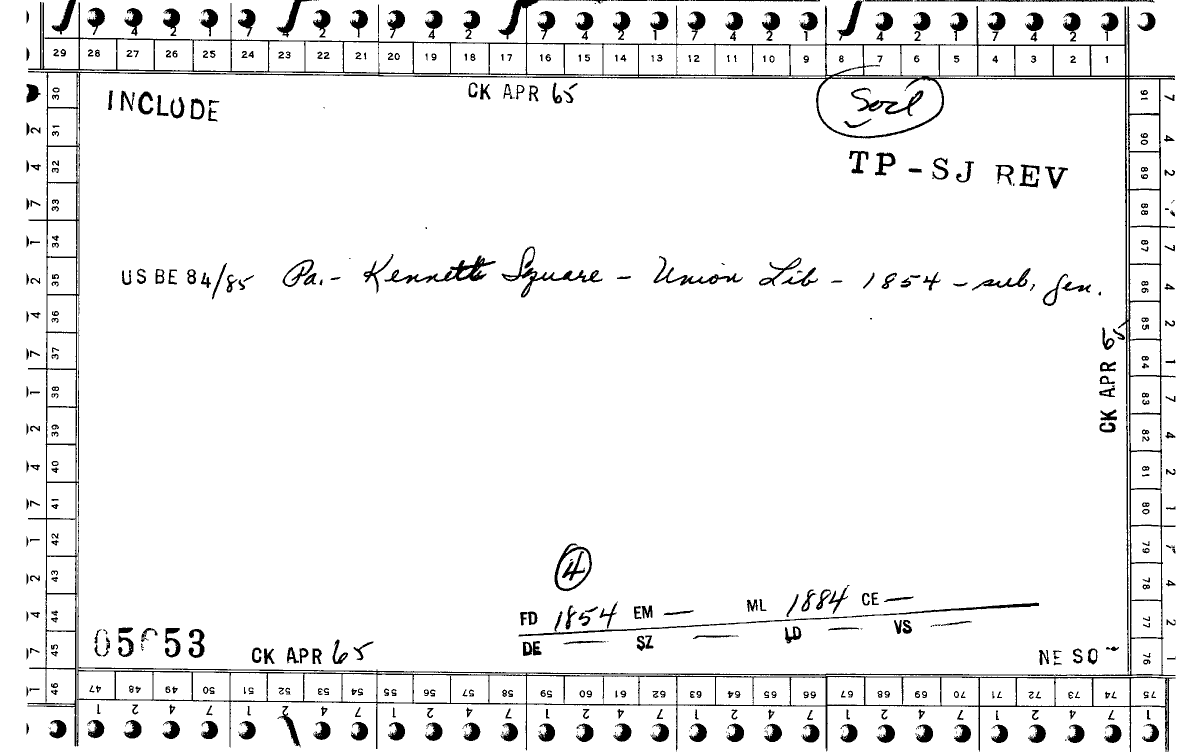 7 4 2 1 7 4 2 1 7 4 2 1 7 4 2 1 7 4 2 1 7 4 2 1 7 4 2 1
29 28 27 26 25 24 23 22 21 20 19 18 17 16 15 14 13 12 11 10 9 8 7 6 5 4 3 2 1
INCLUDE
CK APR 65
Socl
TP-SJ REV
US BE 84/85 Pa. - Kennett Square - Union Lib - 1854 - sub, gen.
CK APR 65
4
FD 1854 EM — ML 1884 CE —
DE — SZ — LD — VS —
CK APR 65
NE SO
30 31 32 33 34 35 36 37 38 39 40 41 42 43 44 45 46
91 90 89 88 87 86 85 84 83 82 81 80 79 78 77 76 75
47 48 49 50 51 52 53 54 55 56 57 58 59 60 61 62 63 64 65 66 67 68 69 70 71 72 73 74 75
1 2 4 7 1 2 4 7 1 2 4 7 1 2 4 7 1 2 4 7 1 2 4 7 1 2 4 7 1